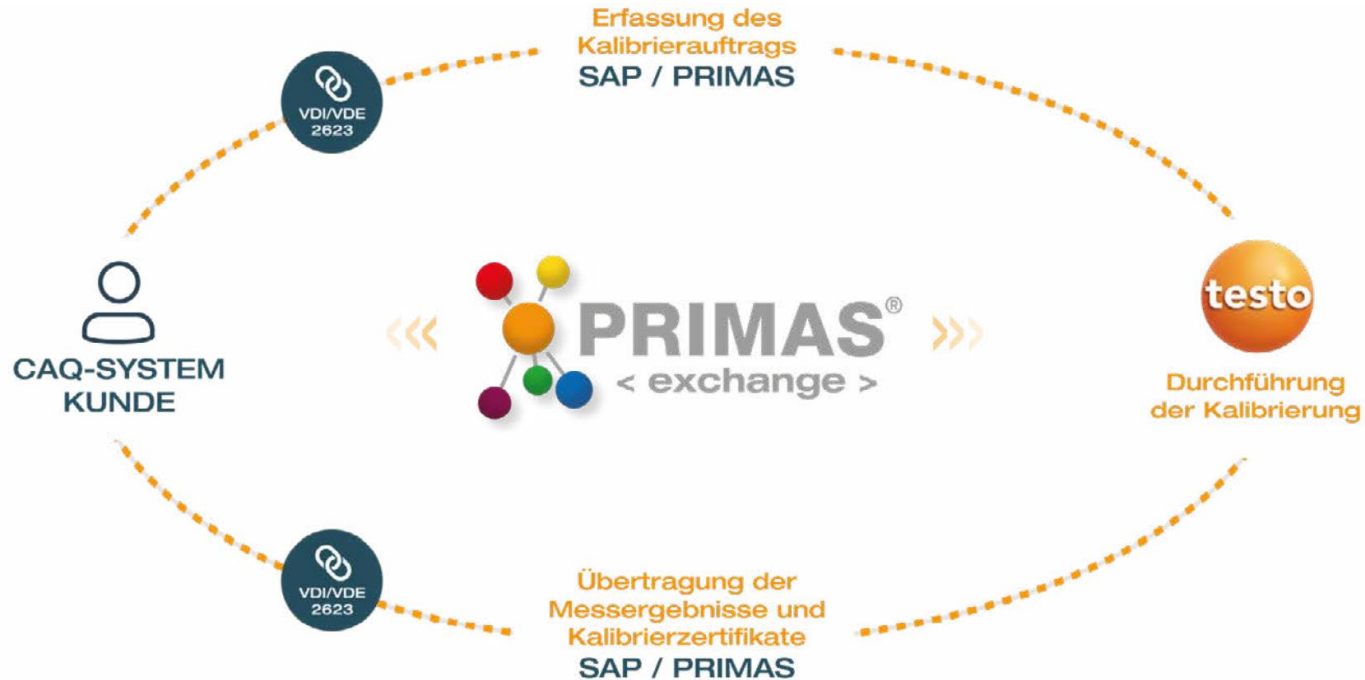 Erfassung des
Kalibrierauftrags
SAP / PRIMAS
VDI/VDE
2623
CAQ-SYSTEM
KUNDE
PRIMAS®
< exchange >
testo
Durchführung
der Kalibrierung
VDI/VDE
2623
Übertragung der
Messergebnisse und
Kalibrierzertifikate
SAP / PRIMAS